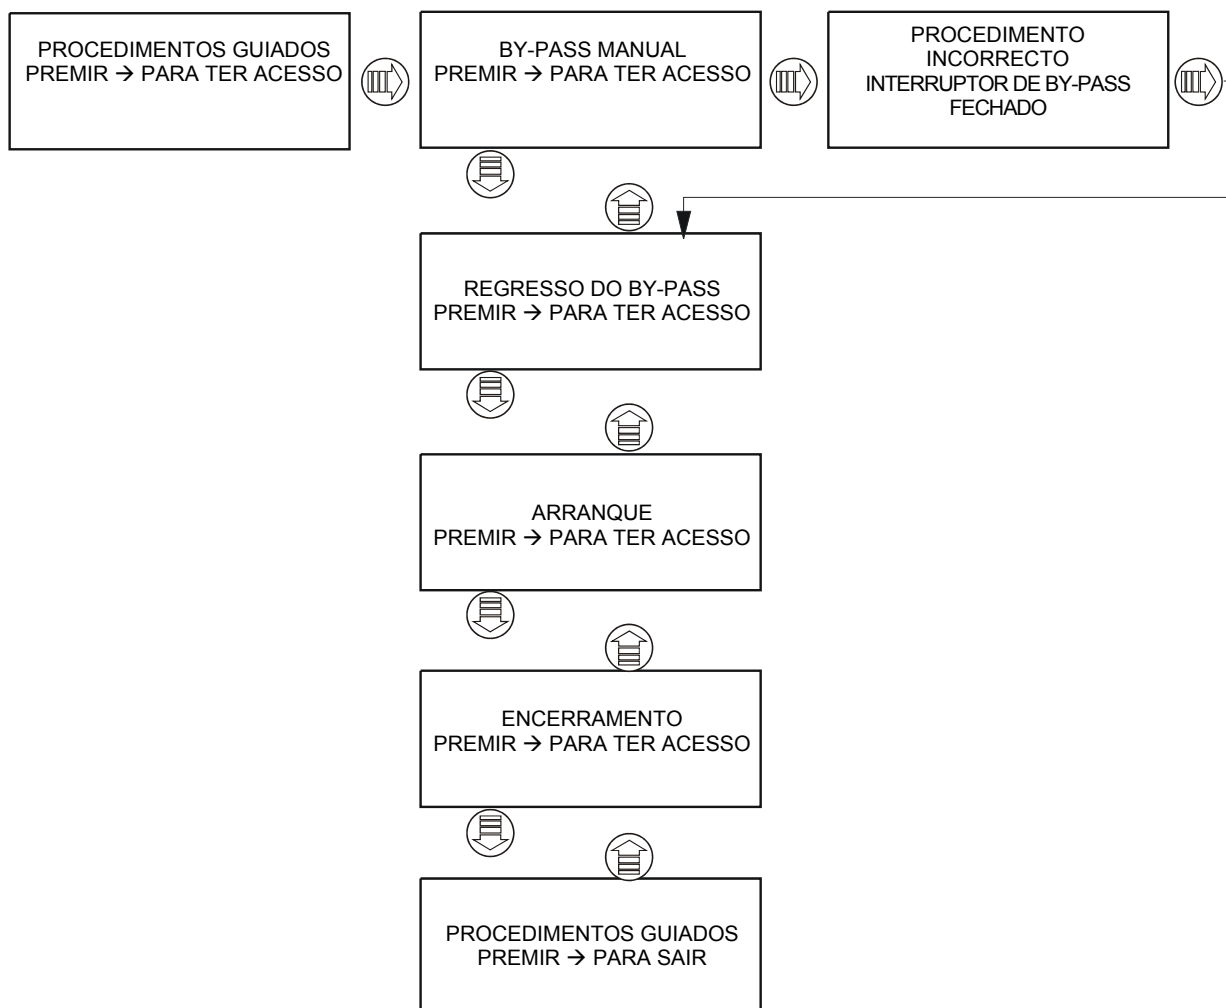 PROCEDIMENTOS GUIADOS
PREMIR → PARA TER ACESSO
BY-PASS MANUAL
PREMIR → PARA TER ACESSO
PROCEDIMENTO
INCORRECTO
INTERRUPTOR DE BY-PASS
FECHADO
REGRESSO DO BY-PASS
PREMIR → PARA TER ACESSO
ARRANQUE
PREMIR → PARA TER ACESSO
ENCERRAMENTO
PREMIR → PARA TER ACESSO
PROCEDIMENTOS GUIADOS
PREMIR → PARA SAIR